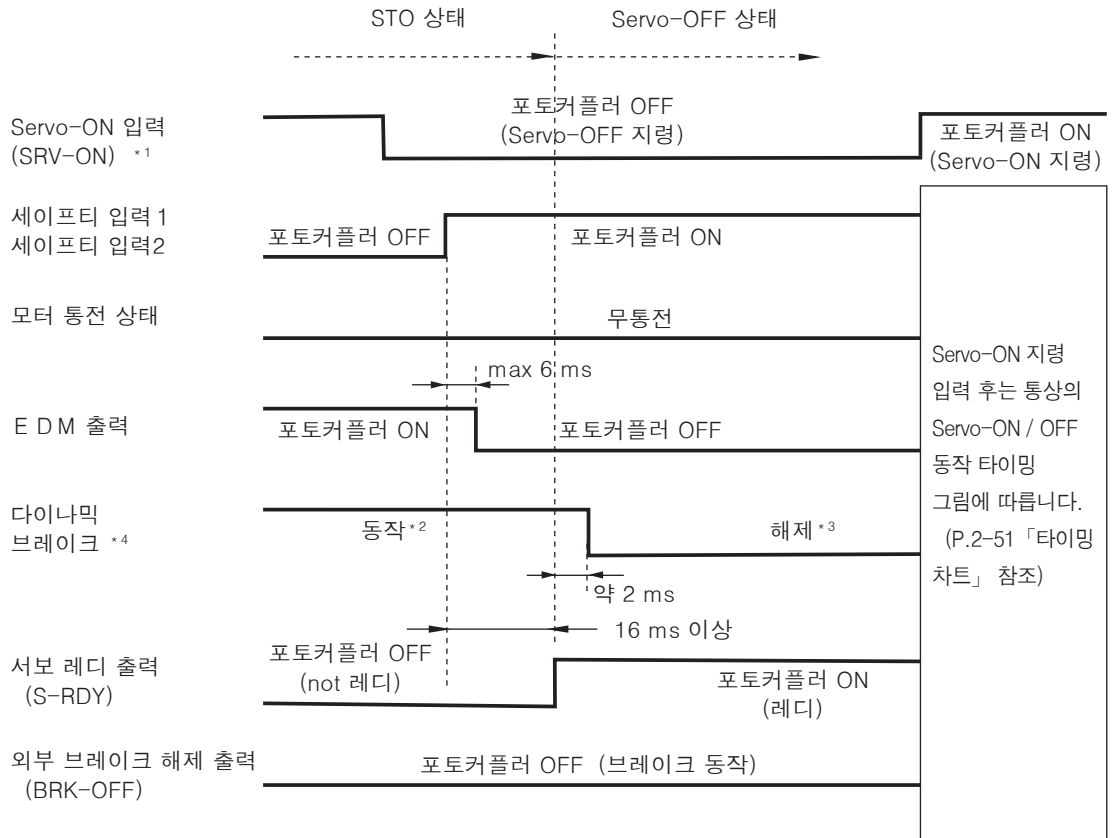 STO 상태
Servo-OFF 상태
Servo-ON 입력
(SRV-ON) *1
포토커플러 OFF
(Servo-OFF 지령)
포토커플러 ON
(Servo-ON 지령)
세이프티 입력 1
세이프티 입력2
포토커플러 OFF
포토커플러 ON
모터 통전 상태
무통전
max 6 ms
E D M 출력
포토커플러 ON
포토커플러 OFF
다이나믹
브레이크 *4
동작*2
해제*3
약 2 ms
16 ms 이상
서보 레디 출력
(S-RDY)
포토커플러 OFF
(not 레디)
포토커플러 ON
(레디)
외부 브레이크 해제 출력
(BRK-OFF)
포토커플러 OFF (브레이크 동작)
Servo-ON 지령
입력 후는 통상의
Servo-ON / OFF
동작 타이밍
그림에 따릅니다.
(P.2-51「타이밍
차트」 참조)